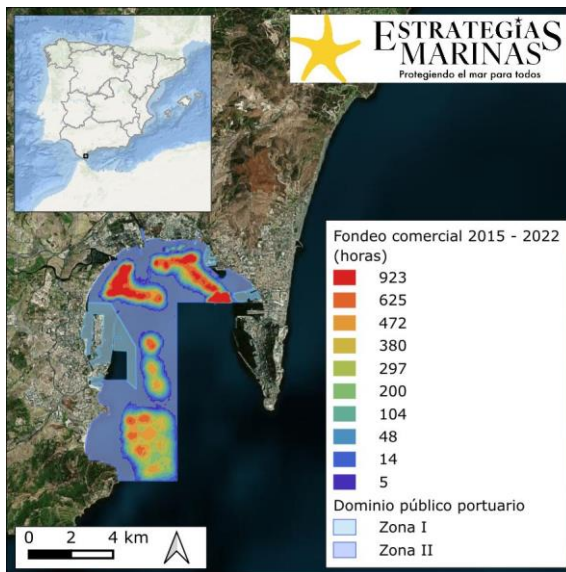 ESTRATEGIAS
MARINAS
Protegiendo el mar para todos
Fondeo comercial 2015 - 2022
(horas)
923
625
472
380
297
200
104
48
14
5
Dominio público portuario
Zona I
Zona II
0 2 4 km